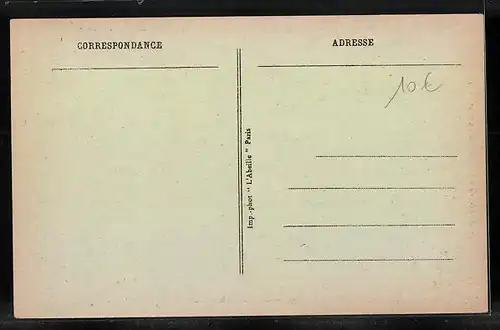 CORRESPONDANCE
ADRESSE
10 €
Imp.-phot " L'Abeille " Paris